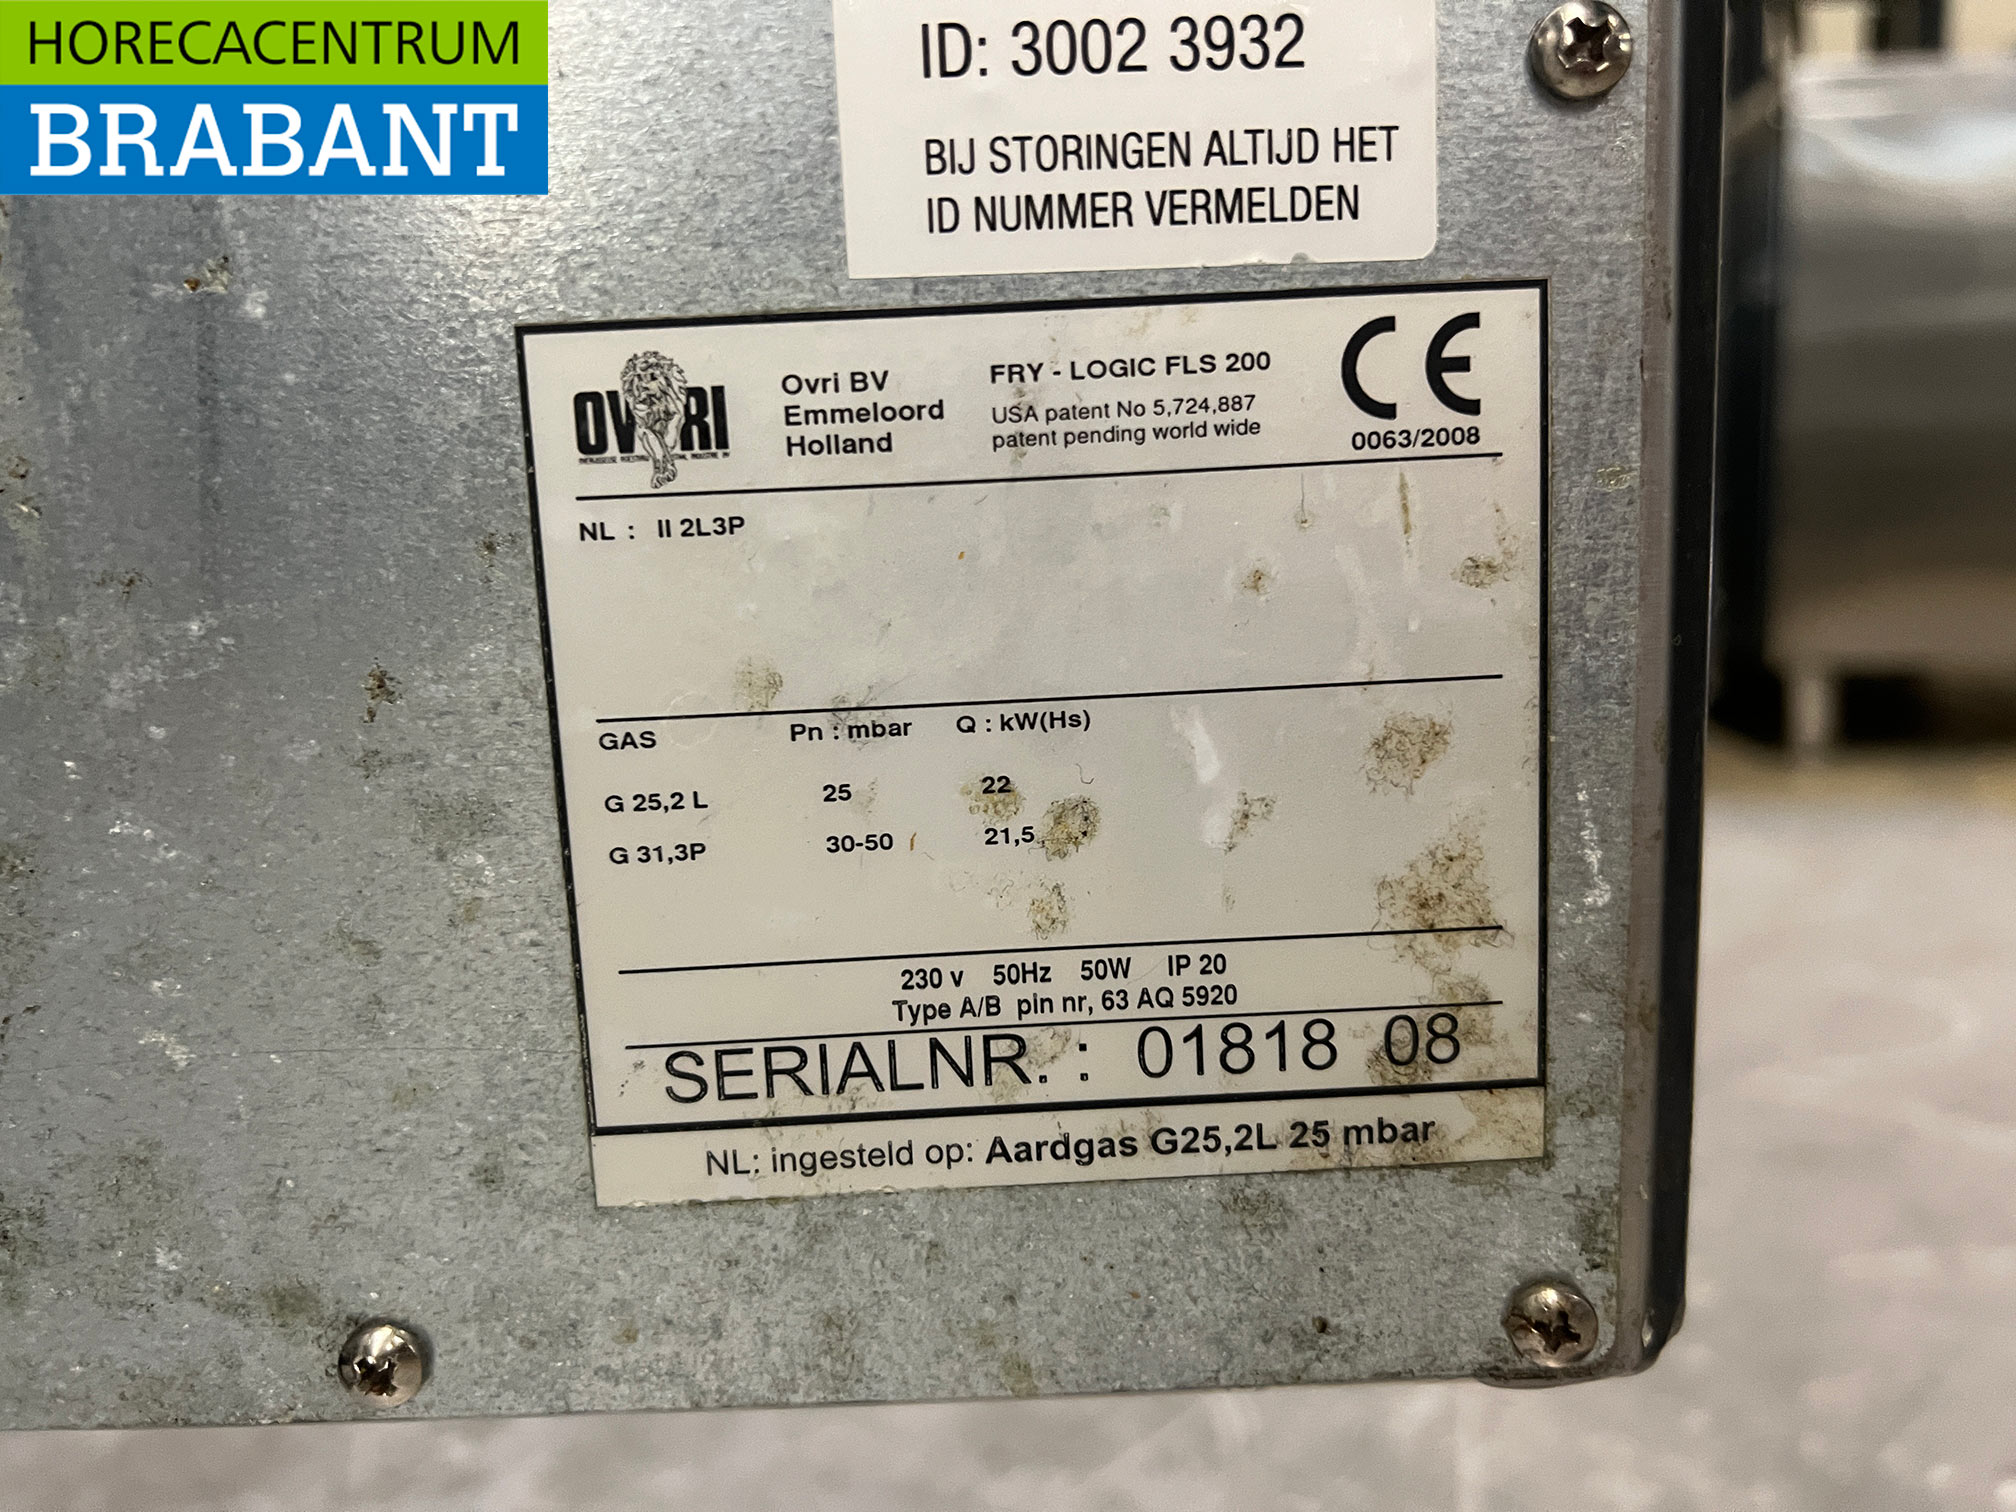 HORECACENTRUM
BRABANT
ID: 3002 3932
BIJ STORINGEN ALTIJD HET
ID NUMMER VERMELDEN
OVRI
Ovri BV
Emmeloord
Holland
FRY - LOGIC FLS 200
USA patent No 5,724,887
patent pending world wide
CE
0063/2008
NL : II 2L3P
GAS Pn : mbar Q : kW(Hs)
G 25,2 L 25 22
G 31,3P 30-50 21,5
230 v 50Hz 50W IP 20
Type A/B pin nr, 63 AQ 5920
SERIALNR. : 01818 08
NL: ingesteld op: Aardgas G25,2L 25 mbar